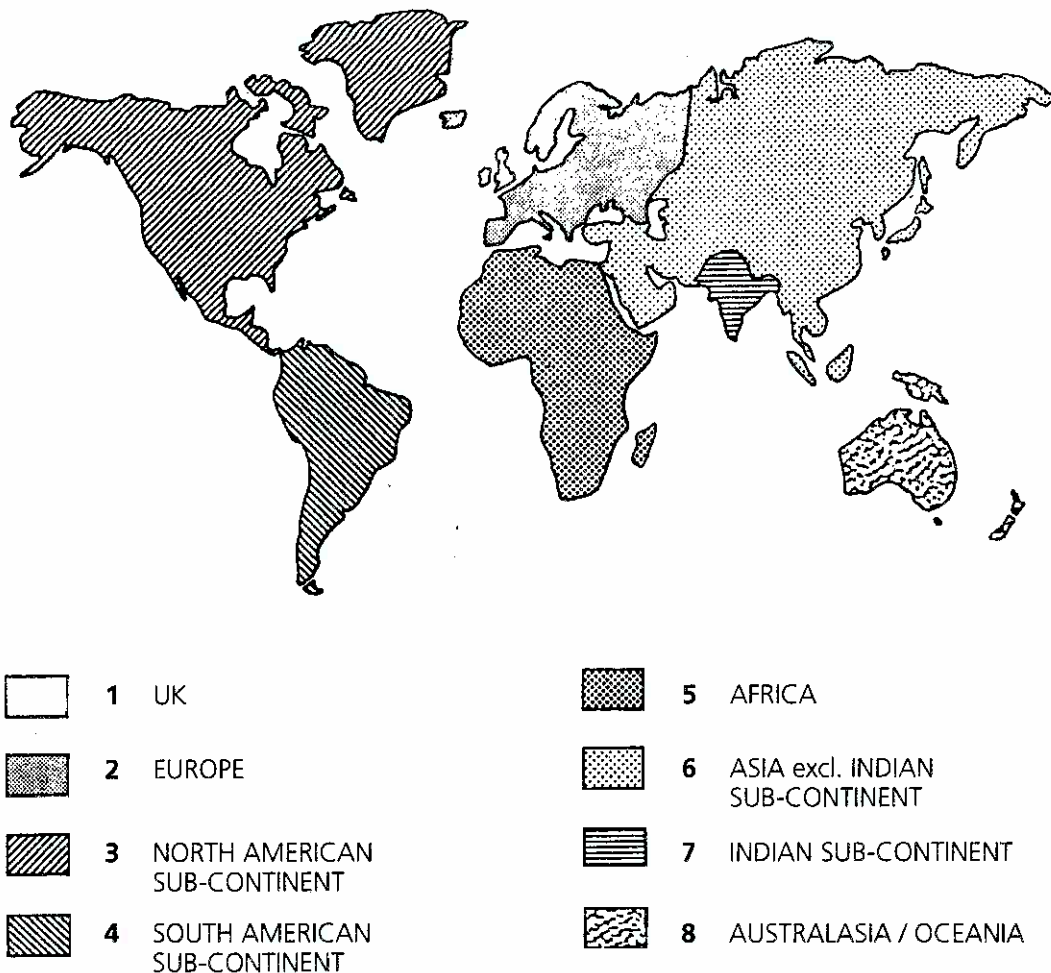 1 UK
2 EUROPE
3 NORTH AMERICAN
SUB-CONTINENT
4 SOUTH AMERICAN
SUB-CONTINENT
5 AFRICA
6 ASIA excl. INDIAN
SUB-CONTINENT
7 INDIAN SUB-CONTINENT
8 AUSTRALASIA / OCEANIA